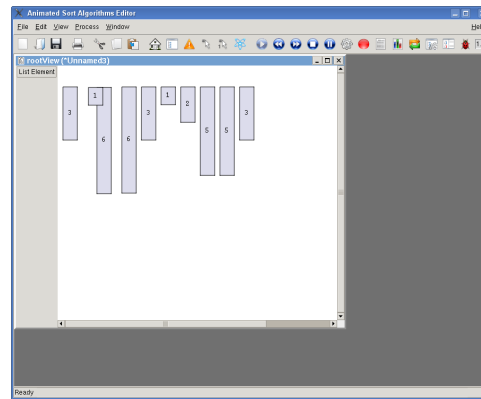 Animated Sort Algorithms Editor
File Edit View Process Window Hel
rootView (*Unnamed3)
List Element
3 1 6 6 3 1 2 5 5 3
Ready